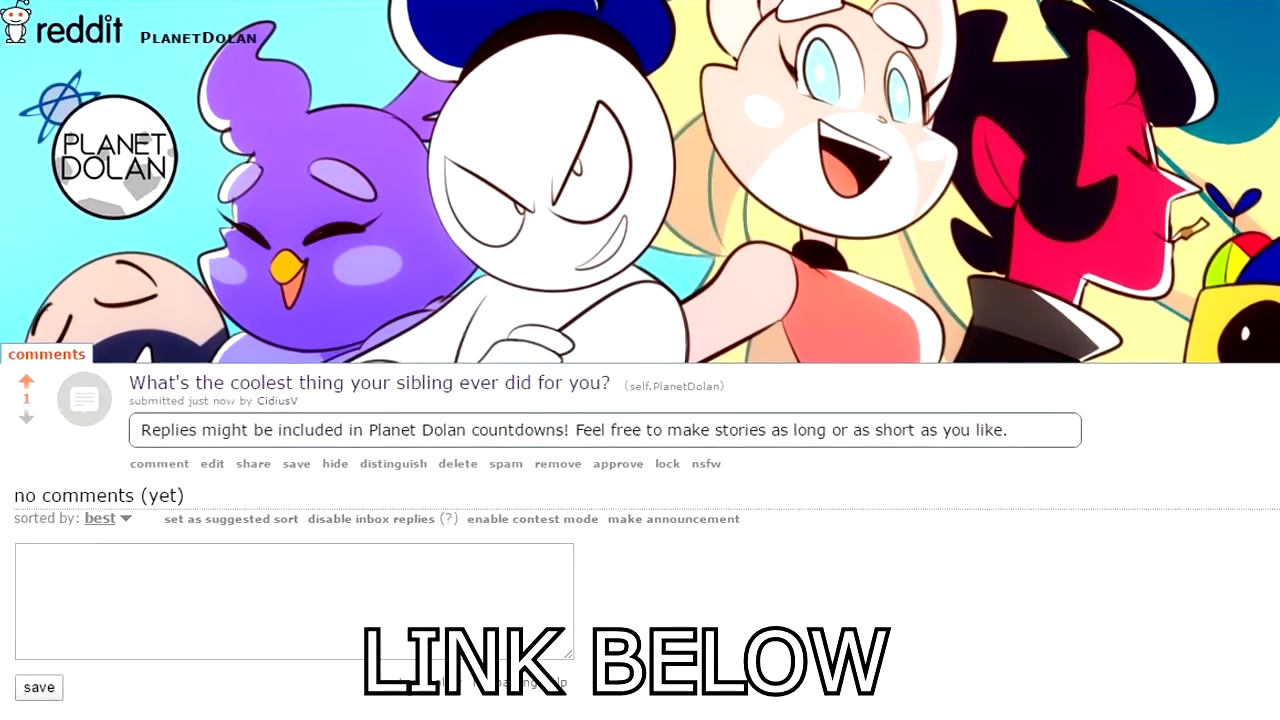 reddit PLANETDOLAN
PLANET
DOLAN
comments
What's the coolest thing your sibling ever did for you? (self.PlanetDolan)
1
submitted just now by CidiusV
Replies might be included in Planet Dolan countdowns! Feel free to make stories as long or as short as you like.
comment edit share save hide distinguish delete spam remove approve lock nsfw
no comments (yet)
sorted by: best set as suggested sort disable inbox replies (?) enable contest mode make announcement
LINK BELOW
save